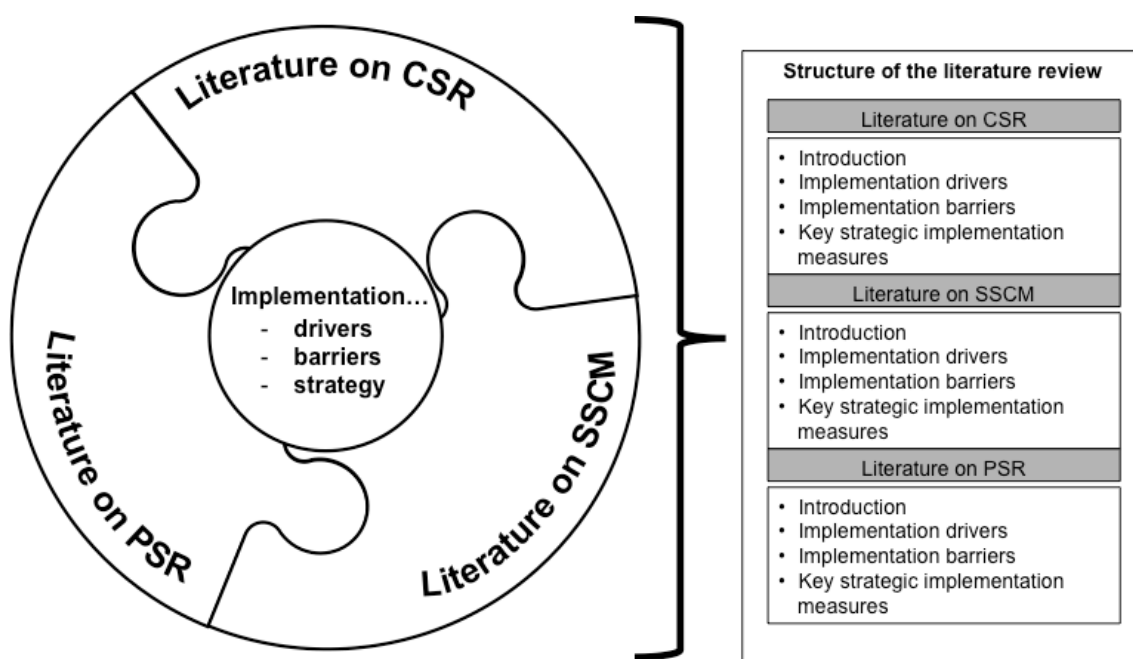 Literature on CSR
Literature on PSR
Literature on SSCM
Implementation…
- drivers
- barriers
- strategy
Structure of the literature review
Literature on CSR
• Introduction
• Implementation drivers
• Implementation barriers
• Key strategic implementation
measures
Literature on SSCM
• Introduction
• Implementation drivers
• Implementation barriers
• Key strategic implementation
measures
Literature on PSR
• Introduction
• Implementation drivers
• Implementation barriers
• Key strategic implementation
measures